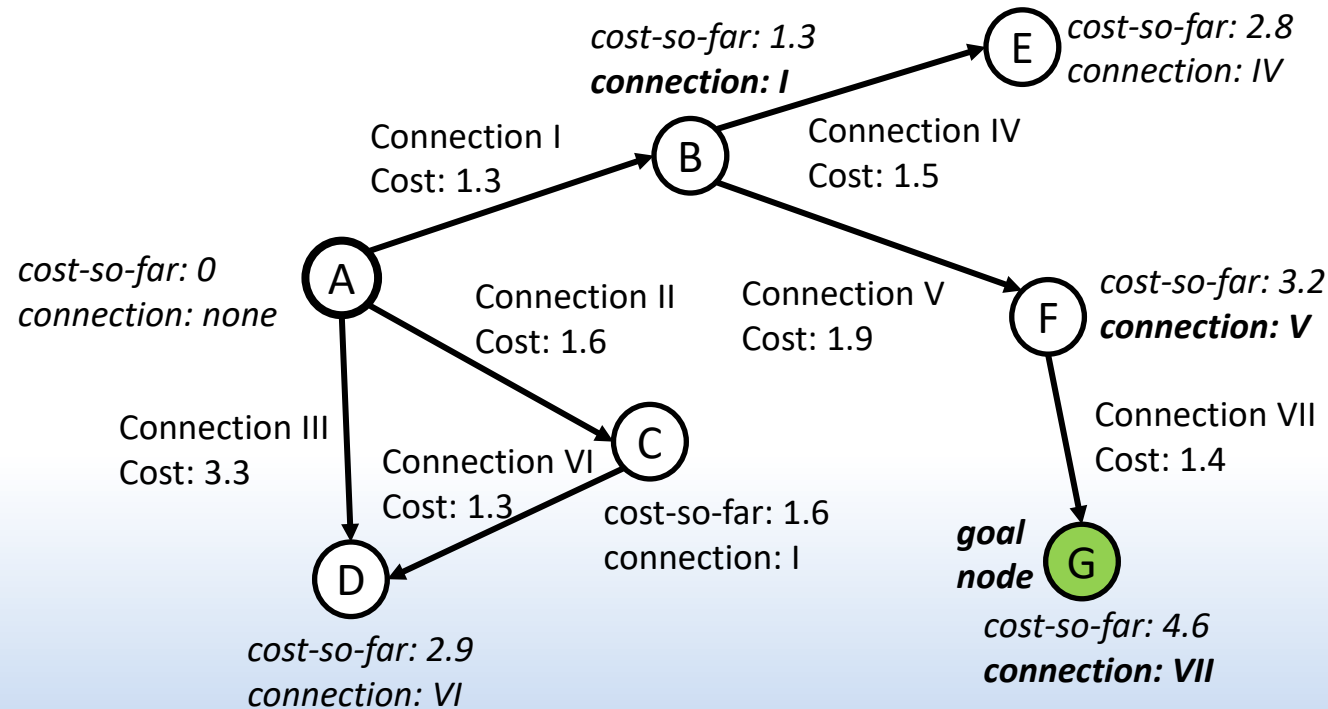 cost-so-far: 1.3
connection: I
E
cost-so-far: 2.8
connection: IV
Connection I
Cost: 1.3
B
Connection IV
Cost: 1.5
cost-so-far: 0
connection: none
A
Connection II
Cost: 1.6
Connection V
Cost: 1.9
F
cost-so-far: 3.2
connection: V
Connection III
Cost: 3.3
Connection VI
Cost: 1.3
C
cost-so-far: 1.6
connection: I
Connection VII
Cost: 1.4
D
cost-so-far: 2.9
connection: VI
goal
node
G
cost-so-far: 4.6
connection: VII